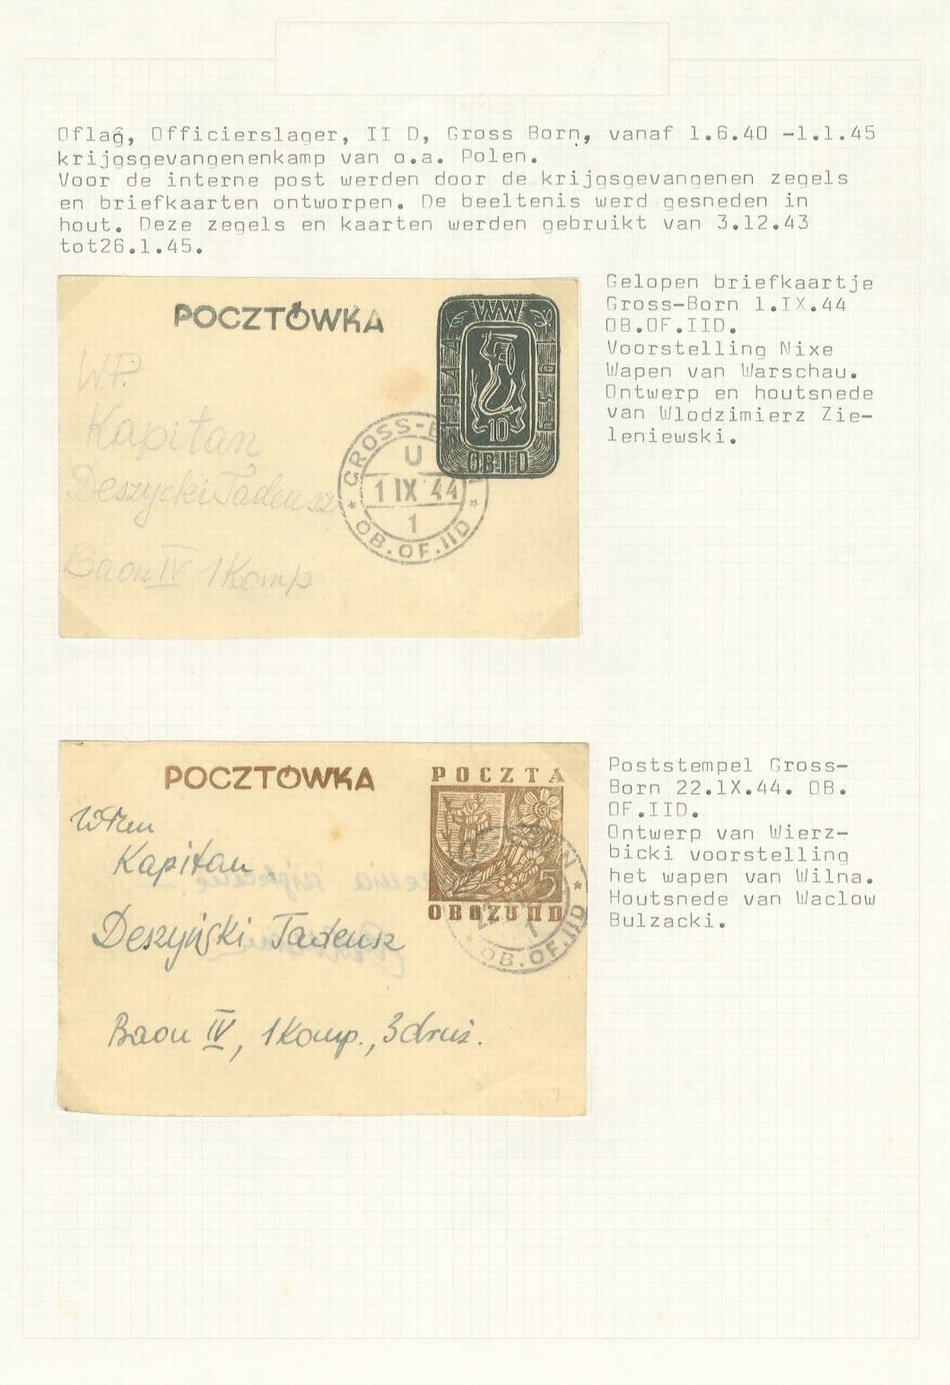 Oflag, Officierslager, II D, Gross Born, vanaf 1.6.40 -1.1.45
krijgsgevangenenkamp van o.a. Polen.
Voor de interne post werden door de krijgsgevangenen zegels
en briefkaarten ontworpen. De beeltenis werd gesneden in
hout. Deze zegels en kaarten werden gebruikt van 3.12.43
tot26.1.45.
POCZTÓWKA
WW
10
OB·II·D
W.P.
Kapitan
Deszycki Tadeusz
Baon IV 1 Komp
GROSS-
U
1 IX 44
1
OB.OF.IID
Gelopen briefkaartje
Gross-Born 1.IX.44
OB.OF.IID.
Voorstelling Nixe
Wapen van Warschau.
Ontwerp en houtsnede
van Wlodzimierz Zie-
leniewski.
POCZTÓWKA
POCZTA
5
OBOZU IID
Kapitan
Deszyński Tadeusz
Baon IV, 1 Komp., 3 druż.
OB.OF.IID
Poststempel Gross-
Born 22.1X.44. OB.
OF.IID.
Ontwerp van Wierz-
bicki voorstelling
het wapen van Wilna.
Houtsnede van Waclow
Bulzacki.